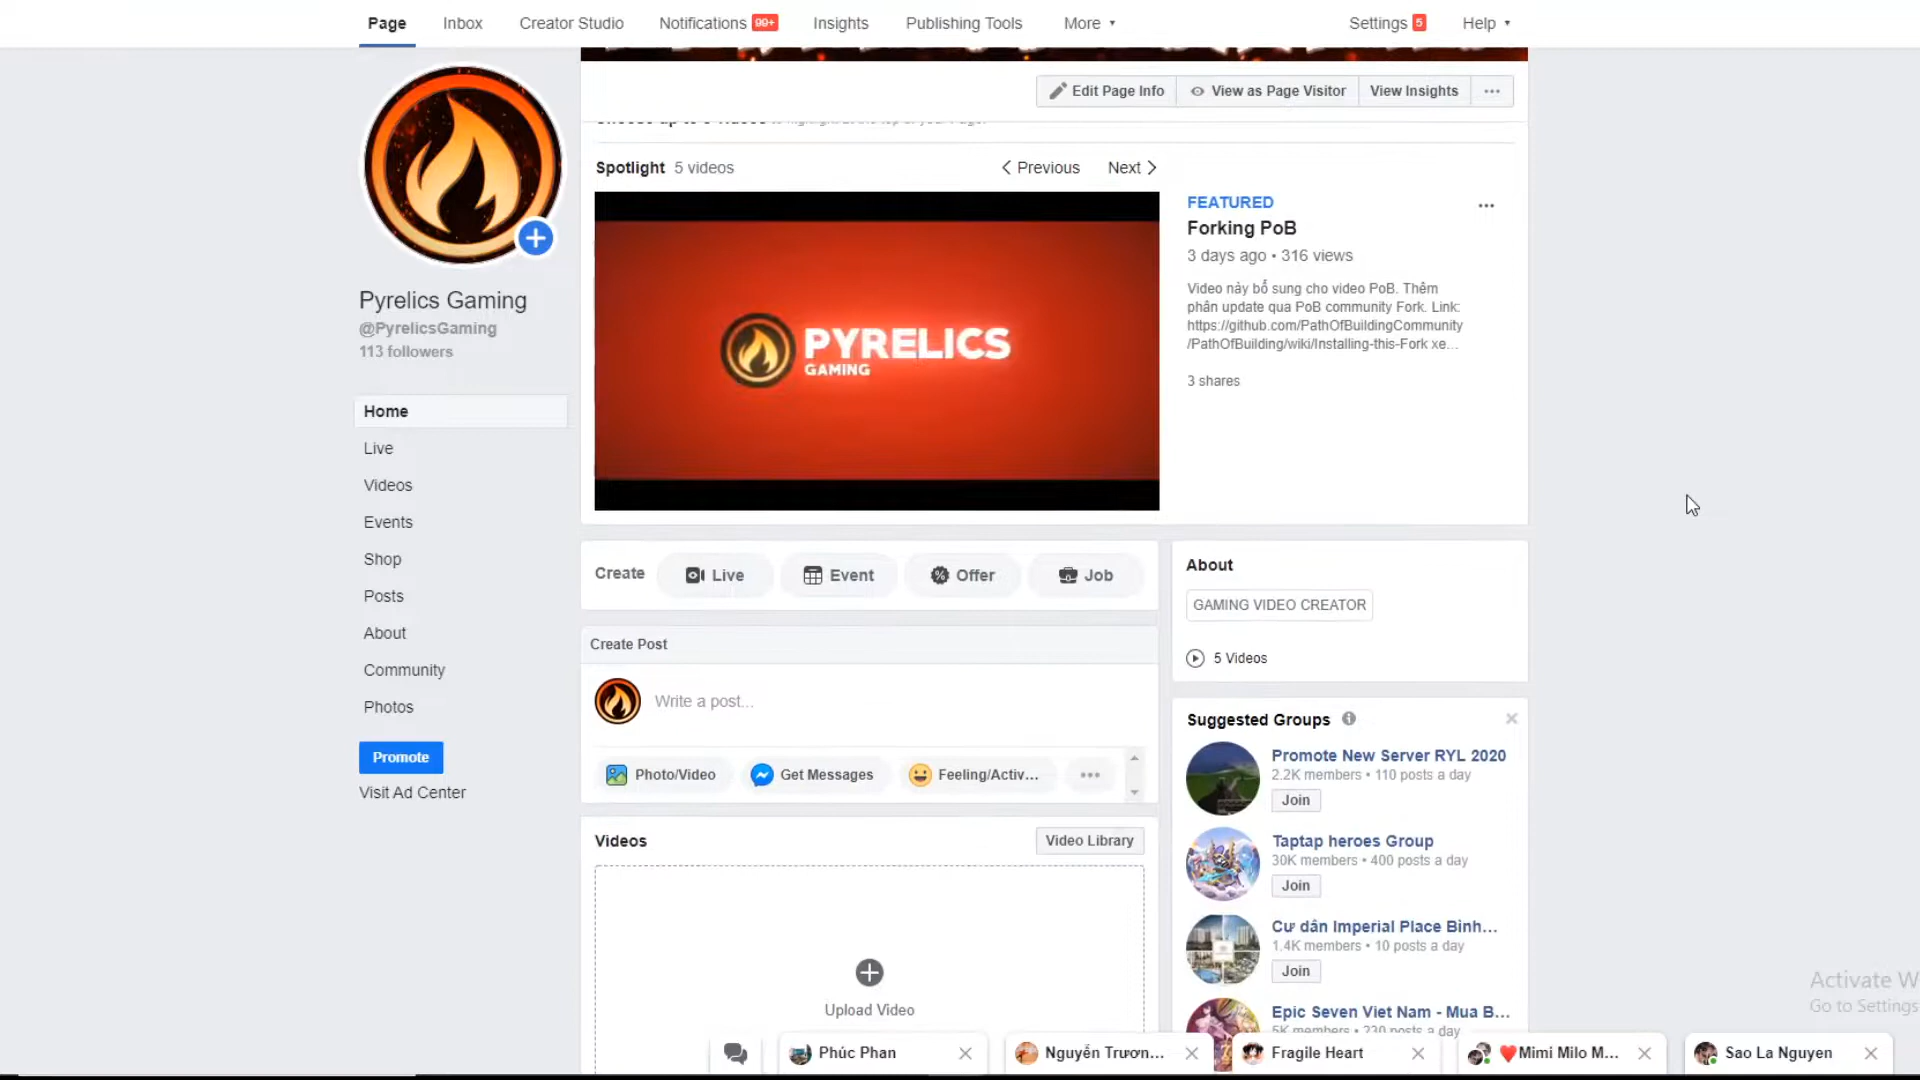 Page
Inbox
Creator Studio
Notifications 99+
Insights
Publishing Tools
More
Settings 5
Help
Edit Page Info
View as Page Visitor
View Insights
Spotlight 5 videos
Previous
Next
PYRELICS
GAMING
FEATURED
Forking PoB
3 days ago • 316 views
Video này bổ sung cho video PoB. Thêm
phân update qua PoB community Fork. Link:
https://github.com/PathOfBuildingCommunity
/PathOfBuilding/wiki/Installing-this-Fork xe...
3 shares
Pyrelics Gaming
@PyrelicsGaming
113 followers
Home
Live
Videos
Events
Shop
Posts
About
Community
Photos
Promote
Visit Ad Center
Create
Live
Event
Offer
Job
Create Post
Write a post...
Photo/Video
Get Messages
Feeling/Activ...
Videos
Video Library
Upload Video
About
GAMING VIDEO CREATOR
5 Videos
Suggested Groups
Promote New Server RYL 2020
2.2K members • 110 posts a day
Join
Taptap heroes Group
30K members • 400 posts a day
Join
Cư dân Imperial Place Bình...
1.4K members • 10 posts a day
Join
Epic Seven Viet Nam - Mua B...
5K members • 230 posts a day
Activate W
Go to Settings
Phúc Phan
Nguyễn Trươn...
Fragile Heart
❤️Mimi Milo M...
Sao La Nguyen